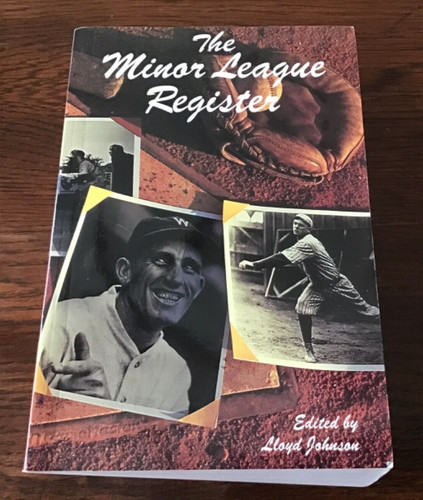 The
Minor League
Register
W
Edited by
Lloyd Johnson